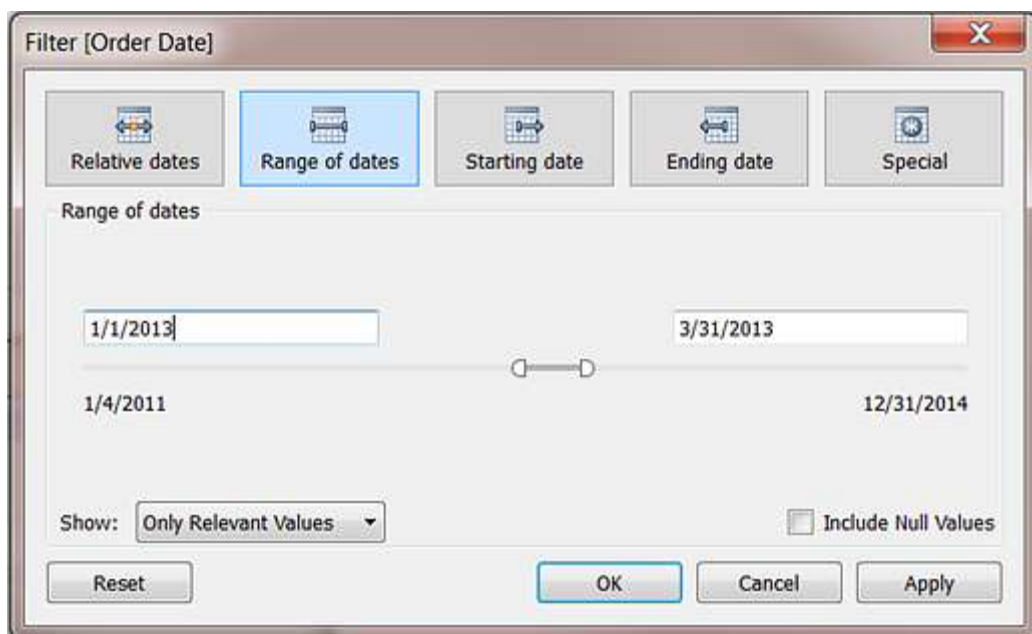 Filter [Order Date]
Relative dates
Range of dates
Starting date
Ending date
Special
Range of dates
1/1/2013
3/31/2013
1/4/2011
12/31/2014
Show:
Only Relevant Values
Include Null Values
Reset
OK
Cancel
Apply